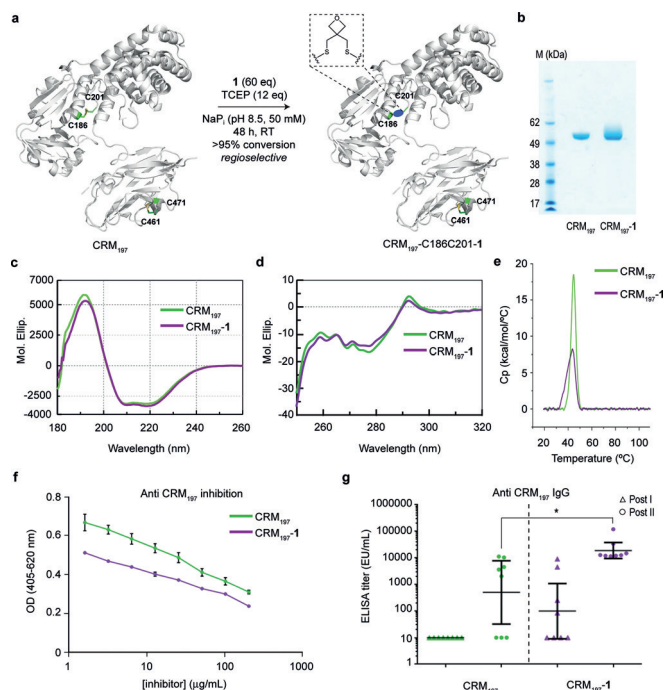 a
C201
C186
C471
C461
CRM197
1 (60 eq)
TCEP (12 eq)
NaPi (pH 8.5, 50 mM)
48 h, RT
>95% conversion
regioselective
O
S S
C201
C186
C471
C461
CRM197-C186C201-1
b
M (kDa)
62
49
38
28
17
CRM197 CRM197-1
c
Mol. Ellip.
7000
5000
2500
0
-2500
-4000
180 200 220 240 260
Wavelength (nm)
CRM197
CRM197-1
d
Mol. Ellip.
10
0
-10
-20
-30
-40
280 320
Wavelength (nm)
CRM197
CRM197-1
e
CRM197
CRM197-1
Cp (kcal/mol/ºC)
20
15
10
5
0
20 40 60 80 100
Temperature (ºC)
f
Anti CRM197 inhibition
CRM197
CRM197-1
OD (405-620 nm)
0.8
0.6
0.4
0.2
0
1 10 100 1000
[inhibitor] (µg/mL)
g
Anti CRM197 IgG
Post I
Post II
*
ELISA titer (EU/mL)
1000000
100000
10000
1000
100
10
CRM197 CRM197-1